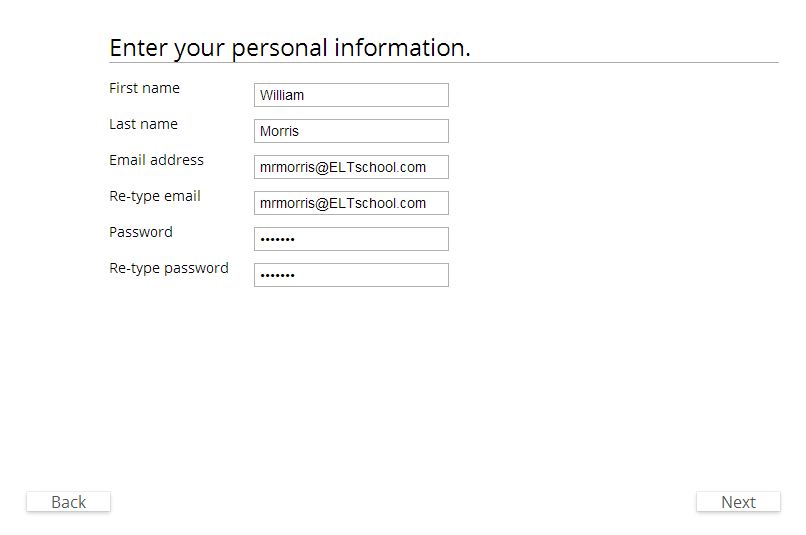 Enter your personal information.
First name William
Last name Morris
Email address mrmorris@ELTschool.com
Re-type email mrmorris@ELTschool.com
Password •••••••
Re-type password •••••••
Back Next